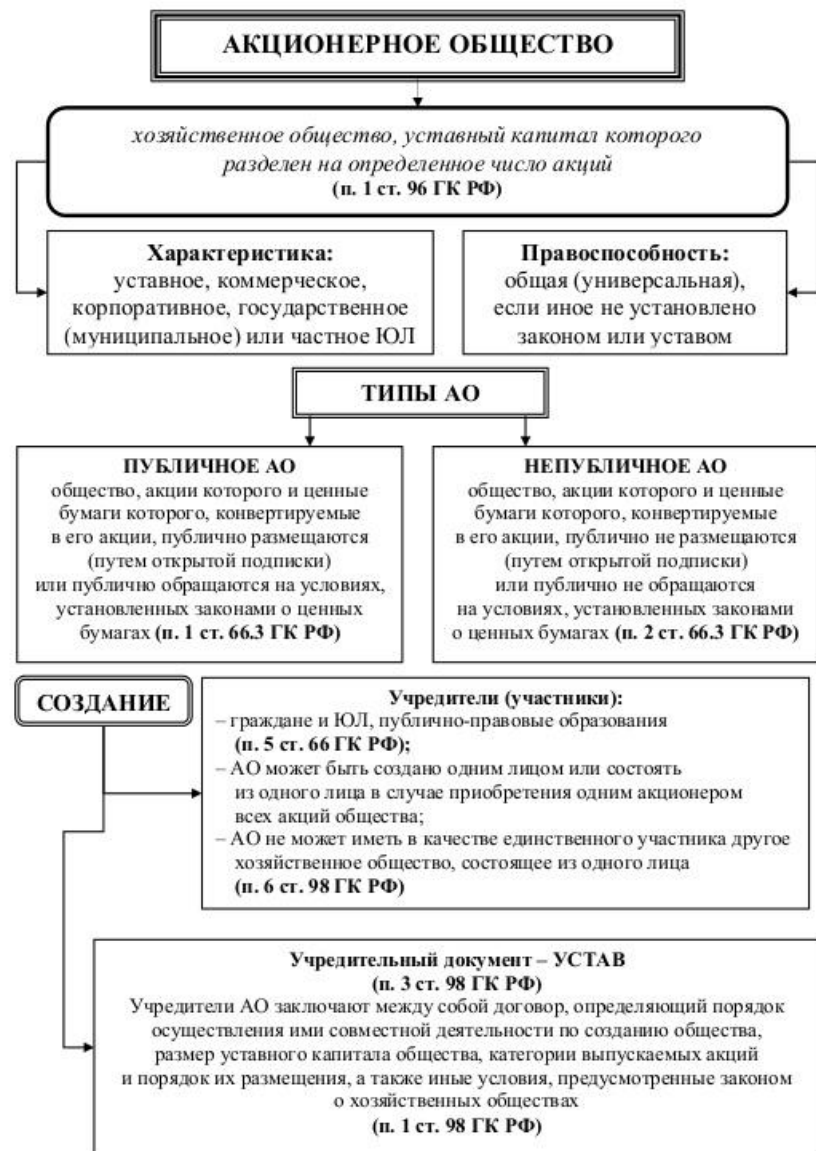 АКЦИОНЕРНОЕ ОБЩЕСТВО
хозяйственное общество, уставный капитал которого
разделен на определенное число акций
(п. 1 ст. 96 ГК РФ)
Характеристика:
уставное, коммерческое,
корпоративное, государственное
(муниципальное) или частное ЮЛ
Правоспособность:
общая (универсальная),
если иное не установлено
законом или уставом
ТИПЫ АО
ПУБЛИЧНОЕ АО
общество, акции которого и ценные
бумаги которого, конвертируемые
в его акции, публично размещаются
(путем открытой подписки)
или публично обращаются на условиях,
установленных законами о ценных
бумагах (п. 1 ст. 66.3 ГК РФ)
НЕПУБЛИЧНОЕ АО
общество, акции которого и ценные
бумаги которого, конвертируемые
в его акции, публично не размещаются
(путем открытой подписки)
или публично не обращаются
на условиях, установленных законами
о ценных бумагах (п. 2 ст. 66.3 ГК РФ)
СОЗДАНИЕ
Учредители (участники):
– граждане и ЮЛ, публично-правовые образования
(п. 5 ст. 66 ГК РФ);
– АО может быть создано одним лицом или состоять
из одного лица в случае приобретения одним акционером
всех акций общества;
– АО не может иметь в качестве единственного участника другое
хозяйственное общество, состоящее из одного лица
(п. 6 ст. 98 ГК РФ)
Учредительный документ – УСТАВ
(п. 3 ст. 98 ГК РФ)
Учредители АО заключают между собой договор, определяющий порядок
осуществления ими совместной деятельности по созданию общества,
размер уставного капитала общества, категории выпускаемых акций
и порядок их размещения, а также иные условия, предусмотренные законом
о хозяйственных обществах
(п. 1 ст. 98 ГК РФ)